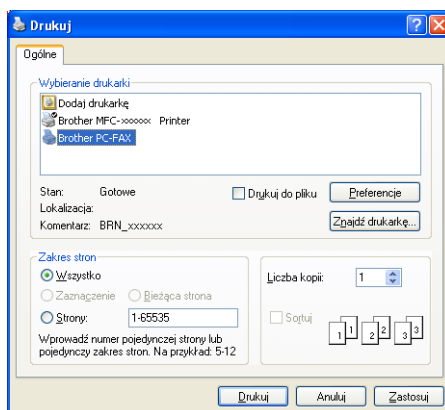 Drukuj
Ogólne
Wybieranie drukarki
Dodaj drukarkę
Brother MFC-xxxxxx Printer
Brother PC-FAX
Stan: Gotowe
Drukuj do pliku
Preferencje
Lokalizacja:
Komentarz: BRN_xxxxxx
Znajdź drukarkę...
Zakres stron
Wszystko
Zaznaczenie Bieżąca strona
Strony: 1-65535
Wprowadź numer pojedynczej strony lub
pojedynczy zakres stron. Na przykład: 5-12
Liczba kopii: 1
Sortuj
1 1 2 2 3 3
Drukuj Anuluj Zastosuj